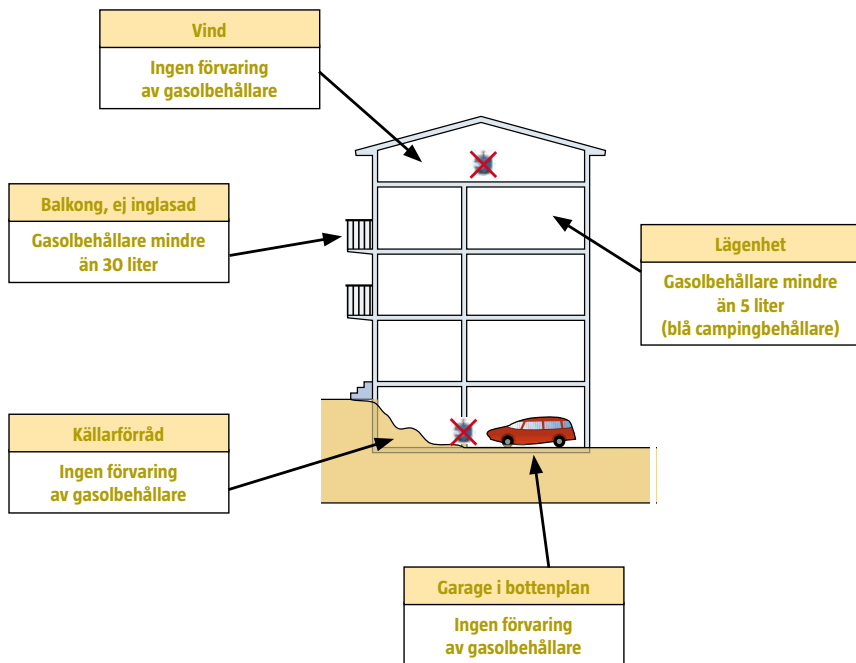 Vind
Ingen förvaring
av gasolbehållare
Balkong, ej inglasad
Gasolbehållare mindre
än 30 liter
Lägenhet
Gasolbehållare mindre
än 5 liter
(blå campingbehållare)
Källarförråd
Ingen förvaring
av gasolbehållare
Garage i bottenplan
Ingen förvaring
av gasolbehållare